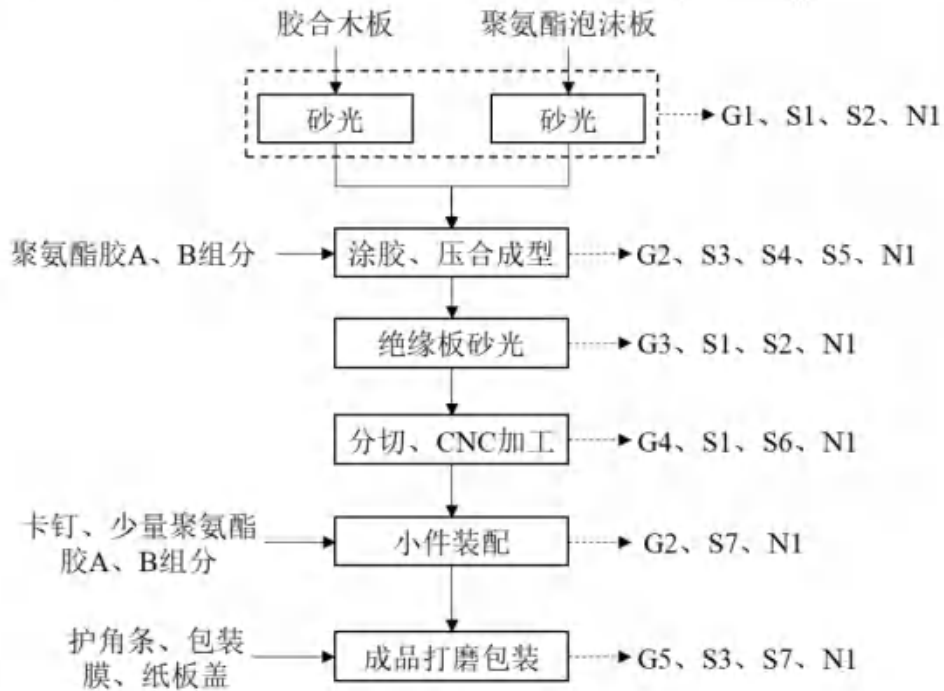 胶合木板
聚氨酯泡沫板
砂光
砂光
G1、S1、S2、N1
聚氨酯胶A、B组分
涂胶、压合成型
G2、S3、S4、S5、N1
绝缘板砂光
G3、S1、S2、N1
分切、CNC加工
G4、S1、S6、N1
卡钉、少量聚氨酯
胶A、B组分
小件装配
G2、S7、N1
护角条、包装
膜、纸板盖
成品打磨包装
G5、S3、S7、N1